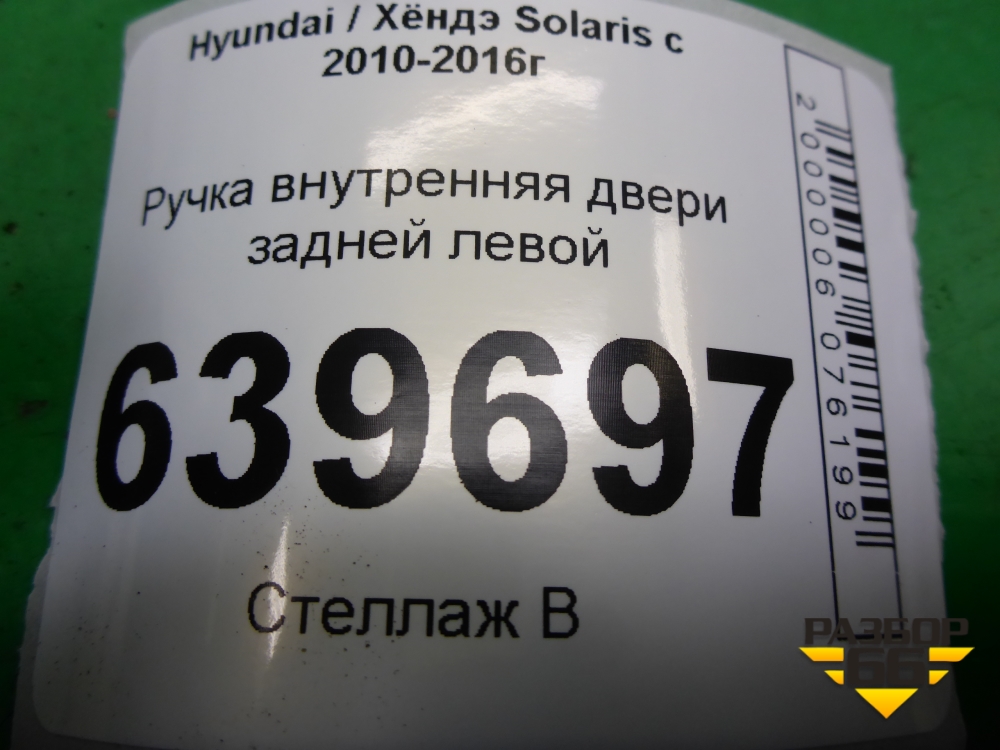 Hyundai / Хёндэ Solaris с
2010-2016г
Ручка внутренняя двери
задней левой
639697
Стеллаж В
2000006076199
РАЗБОР
66